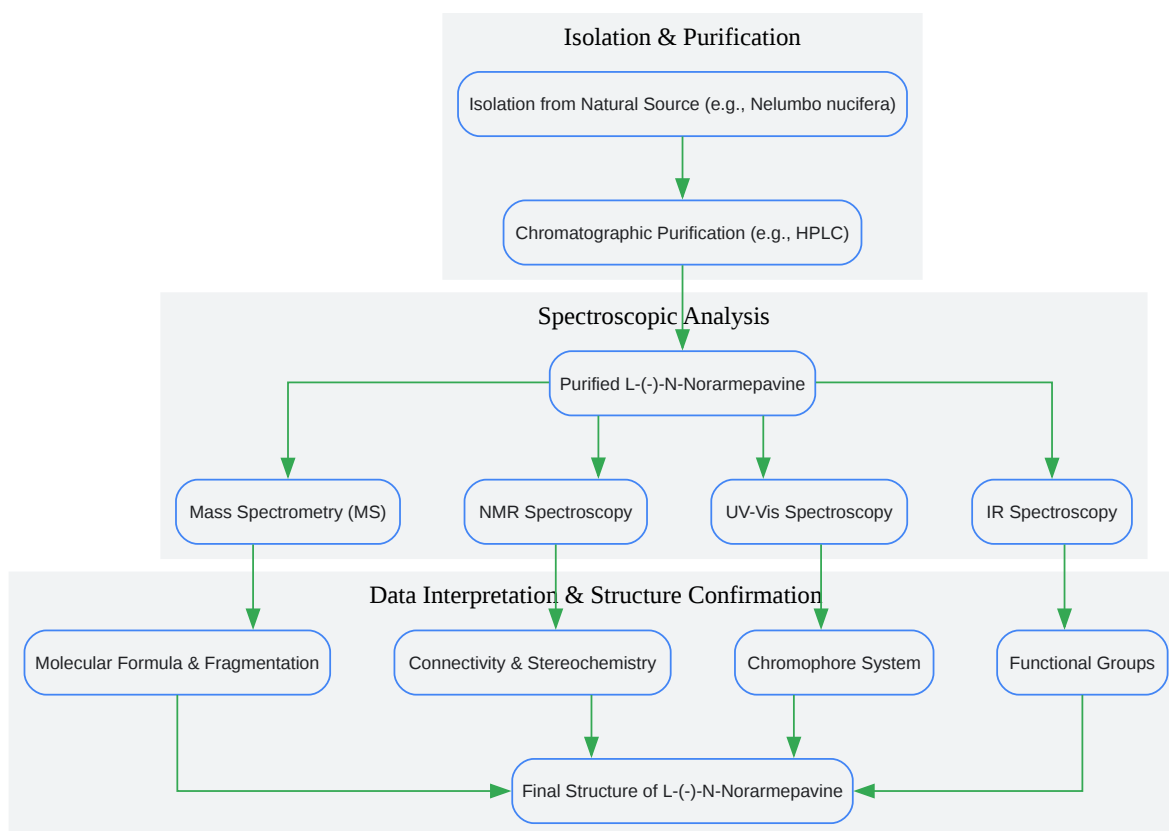 Isolation & Purification
Isolation from Natural Source (e.g., Nelumbo nucifera)
Chromatographic Purification (e.g., HPLC)
Spectroscopic Analysis
Purified L-(-)-N-Norarmepavine
Mass Spectrometry (MS)
NMR Spectroscopy
UV-Vis Spectroscopy
IR Spectroscopy
Data Interpretation & Structure Confirmation
Molecular Formula & Fragmentation
Connectivity & Stereochemistry
Chromophore System
Functional Groups
Final Structure of L-(-)-N-Norarmepavine